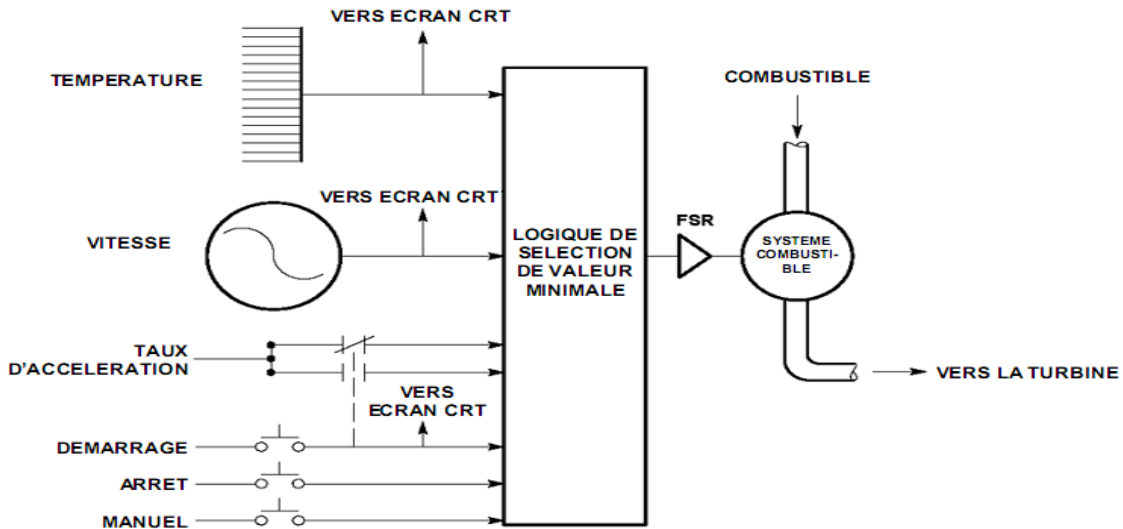 VERS ECRAN CRT
TEMPERATURE
VERS ECRAN CRT
VITESSE
TAUX
D'ACCELERATION
VERS
ECRAN CRT
DEMARRAGE
ARRET
MANUEL
LOGIQUE DE
SELECTION
DE VALEUR
MINIMALE
FSR
COMBUSTIBLE
SYSTEME
COMBUSTI-
BLE
VERS LA TURBINE